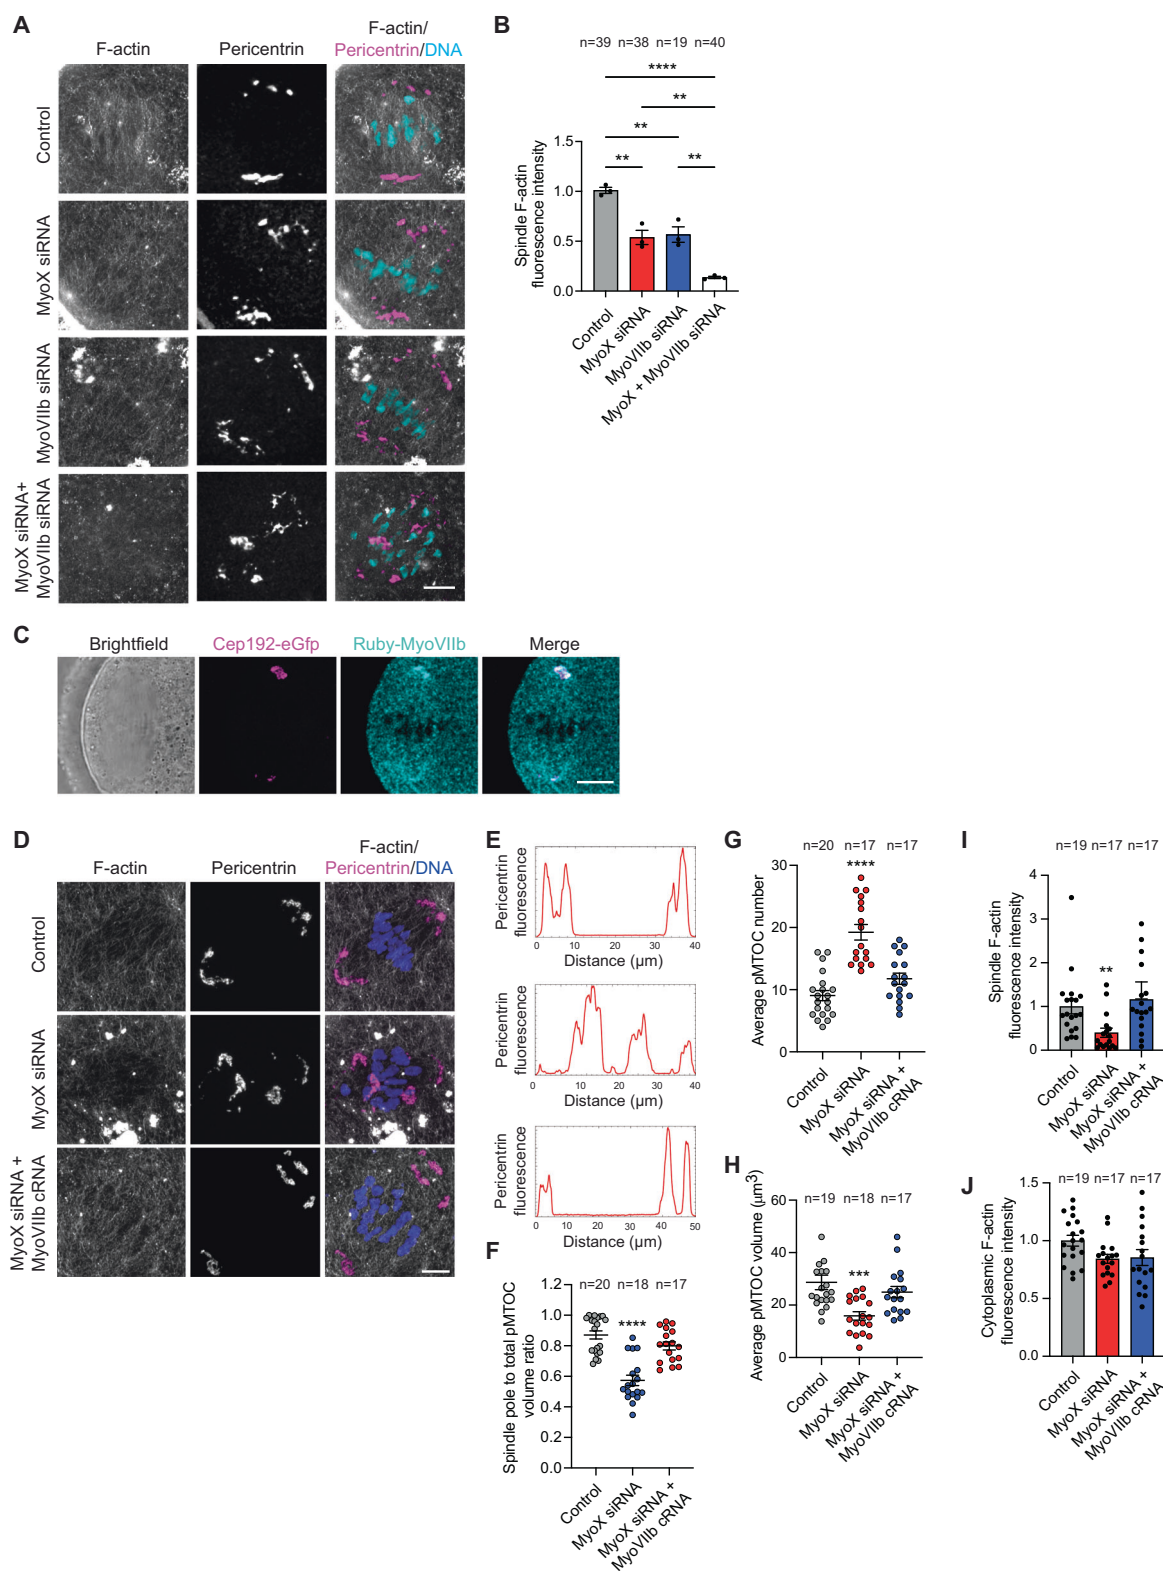 A
F-actin
Pericentrin
F-actin/
Pericentrin/DNA
Control
MyoX siRNA
MyoVIIb siRNA
MyoX siRNA+
MyoVIIb siRNA
B
n=39 n=38 n=19 n=40
****
**
**
** **
Spindle F-actin
fluorescence intensity
1.5
1.0
0.5
0.0
Control
MyoX siRNA
MyoVIIb siRNA
MyoX + MyoVIIb siRNA
C
Brightfield
Cep192-eGfp
Ruby-MyoVIIb
Merge
D
F-actin
Pericentrin
F-actin/
Pericentrin/DNA
Control
MyoX siRNA
MyoX siRNA +
MyoVIIb cRNA
E
Pericentrin
fluorescence
0 10 20 30 40
Distance (µm)
Pericentrin
fluorescence
0 10 20 30 40
Distance (µm)
Pericentrin
fluorescence
0 10 20 30 40 50
Distance (µm)
F
n=20 n=18 n=17
****
Spindle pole to total pMTOC
volume ratio
1.2
1.0
0.8
0.6
0.4
0.2
0.0
Control
MyoX siRNA
MyoX siRNA +
MyoVIIb cRNA
G
n=20 n=17 n=17
****
Average pMTOC number
30
20
10
0
Control
MyoX siRNA
MyoX siRNA +
MyoVIIb cRNA
H
n=19 n=18 n=17
***
Average pMTOC volume (µm³)
60
40
20
0
Control
MyoX siRNA
MyoX siRNA +
MyoVIIb cRNA
I
n=19 n=17 n=17
**
Spindle F-actin
fluorescence intensity
4
3
2
1
0
Control
MyoX siRNA
MyoX siRNA +
MyoVIIb cRNA
J
n=19 n=17 n=17
Cytoplasmic F-actin
fluorescence intensity
1.5
1.0
0.5
0.0
Control
MyoX siRNA
MyoX siRNA +
MyoVIIb cRNA